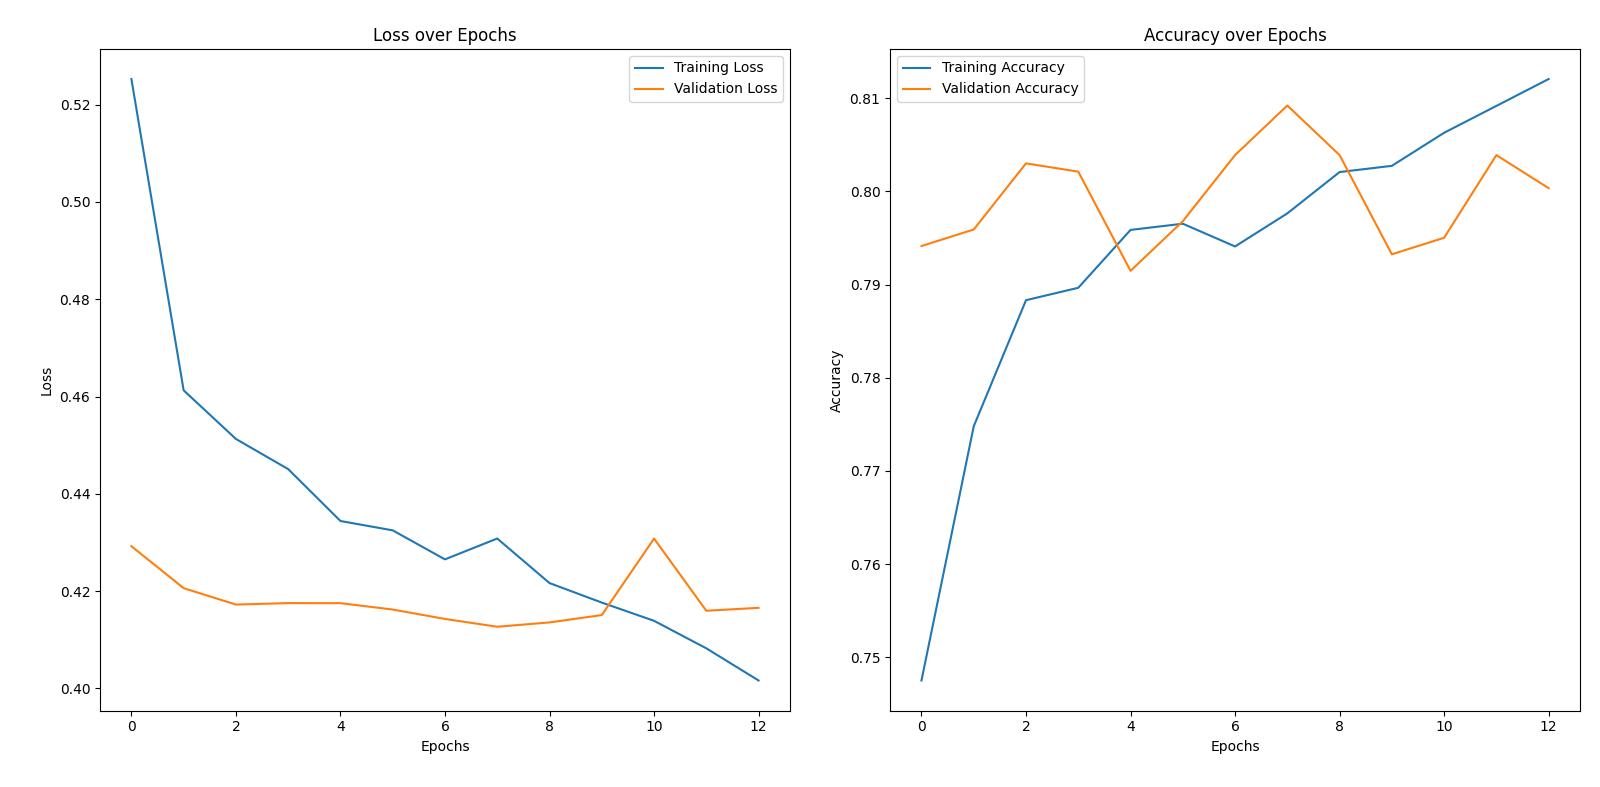 Loss over Epochs
Training Loss
Validation Loss
0.52
0.50
0.48
0.46
0.44
0.42
0.40
Loss
0 2 4 6 8 10 12
Epochs
Accuracy over Epochs
Training Accuracy
Validation Accuracy
0.81
0.80
0.79
0.78
0.77
0.76
0.75
Accuracy
0 2 4 6 8 10 12
Epochs